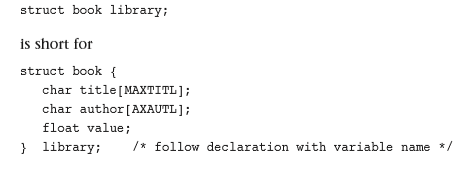 struct book library;
is short for
struct book {
char title[MAXTITL];
char author[AXAUTL];
float value;
} library; /* follow declaration with variable name */